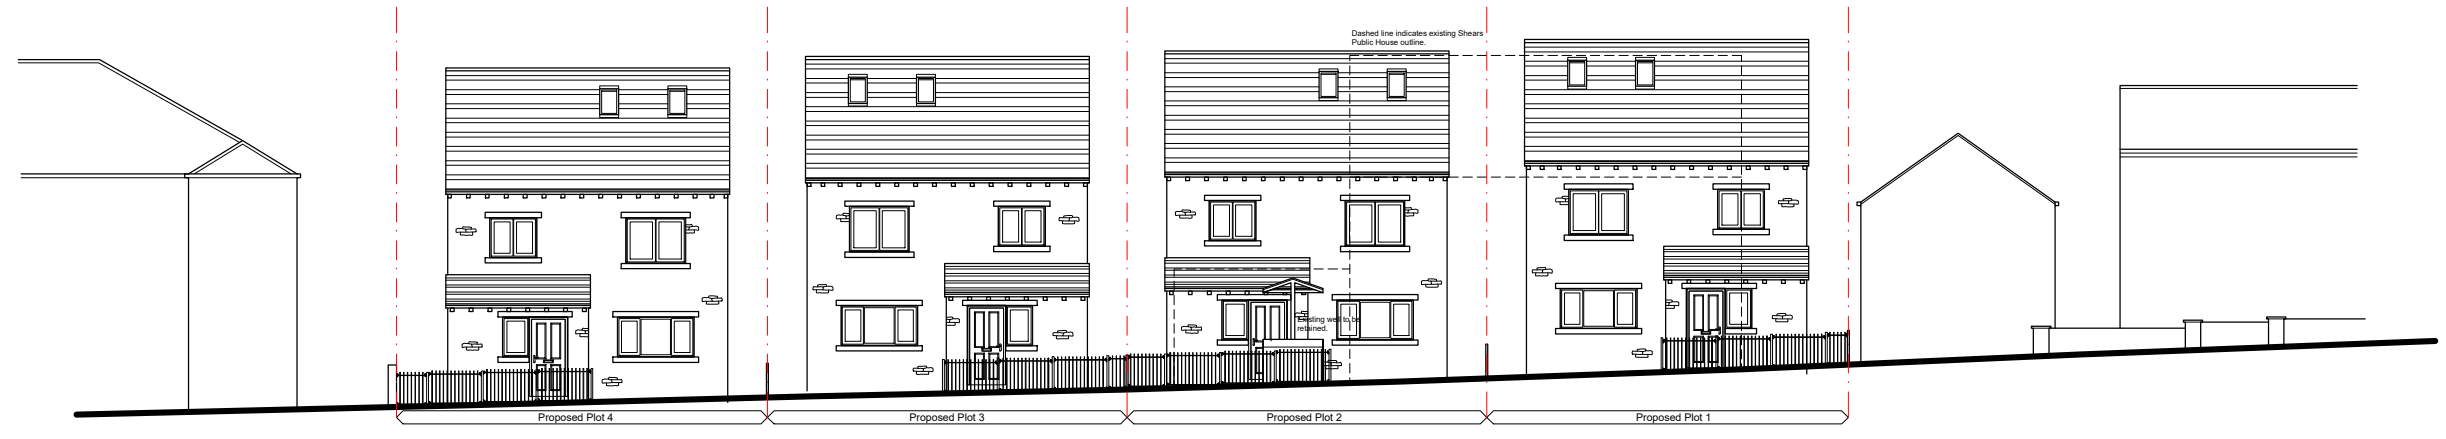 Dashed line indicates existing Shears
Public House outline.
Existing well to be
retained.
Proposed Plot 4
Proposed Plot 3
Proposed Plot 2
Proposed Plot 1